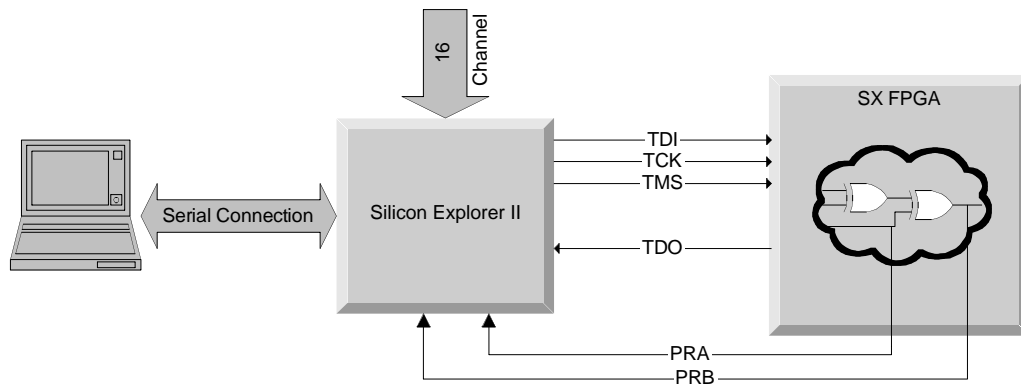 16
Channel
SX FPGA
TDI
TCK
TMS
Serial Connection
Silicon Explorer II
TDO
PRA
PRB